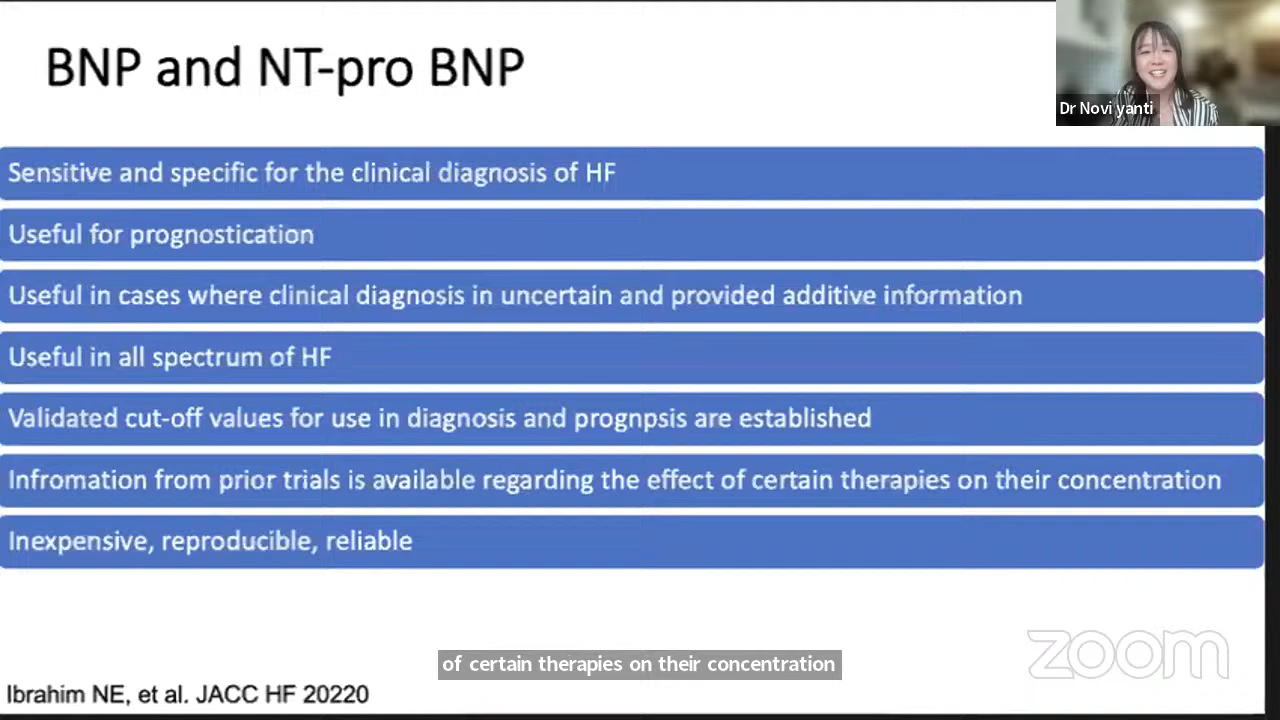 BNP and NT-pro BNP
Dr Novi yanti
Sensitive and specific for the clinical diagnosis of HF
Useful for prognostication
Useful in cases where clinical diagnosis in uncertain and provided additive information
Useful in all spectrum of HF
Validated cut-off values for use in diagnosis and prognpsis are established
Infromation from prior trials is available regarding the effect of certain therapies on their concentration
Inexpensive, reproducible, reliable
zoom
of certain therapies on their concentration
Ibrahim NE, et al. JACC HF 20220